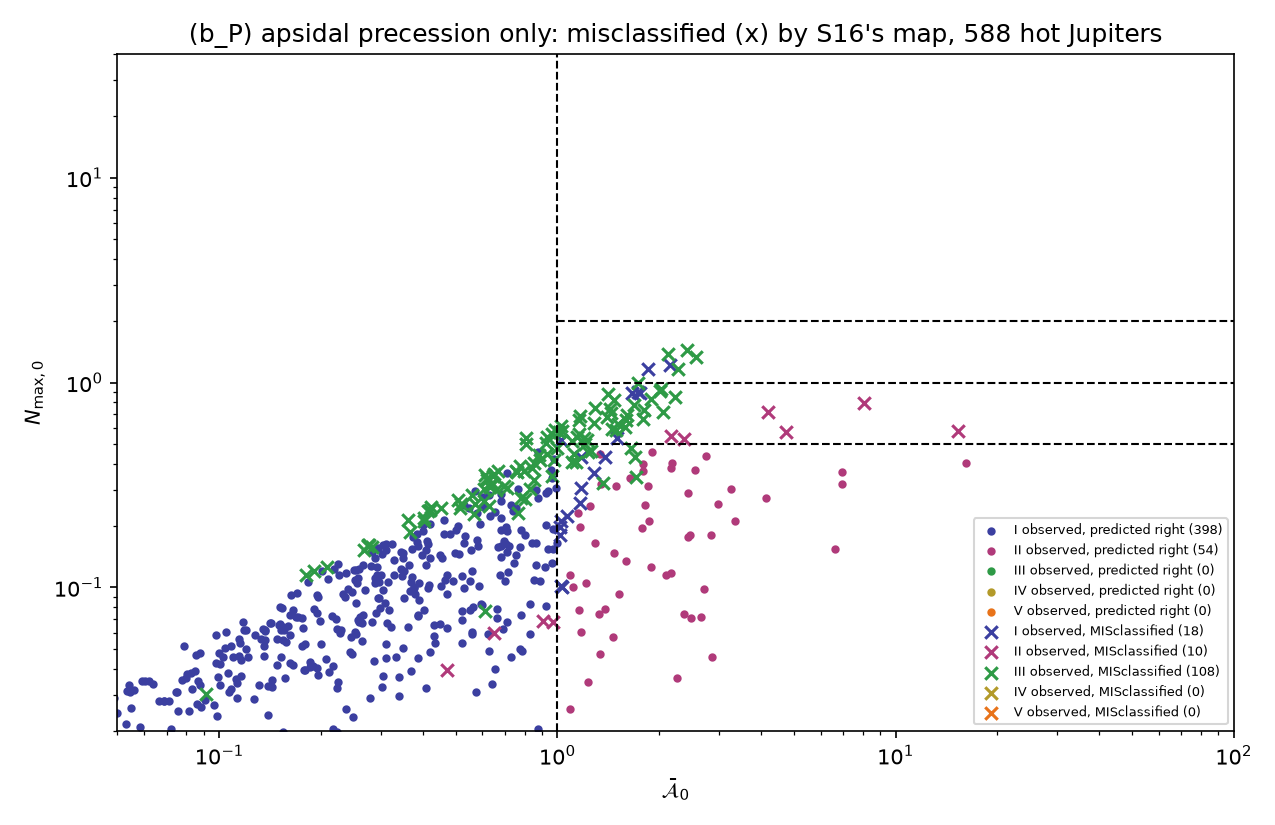 (b_P) apsidal precession only: misclassified (x) by S16's map, 588 hot Jupiters
N_max, 0
10¹
10⁰
10⁻¹
I observed, predicted right (398)
II observed, predicted right (54)
III observed, predicted right (0)
IV observed, predicted right (0)
V observed, predicted right (0)
I observed, MISclassified (18)
II observed, MISclassified (10)
III observed, MISclassified (108)
IV observed, MISclassified (0)
V observed, MISclassified (0)
10⁻¹ 10⁰ 10¹ 10²
𝒜̄₀